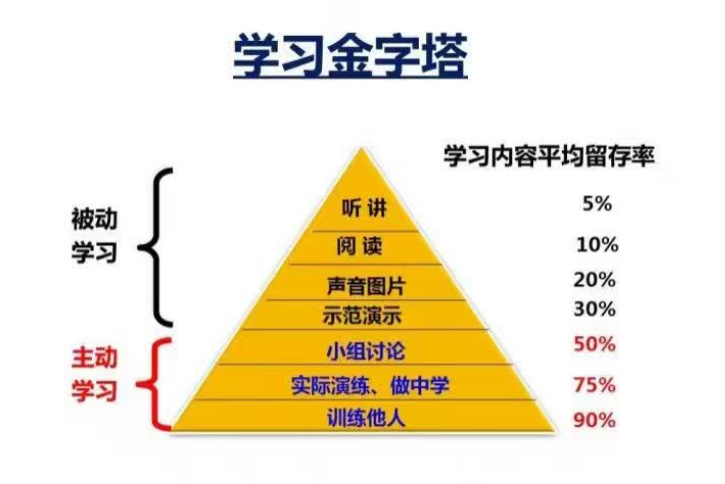 学习金字塔
学习内容平均留存率
被动
学习
听 讲 5%
阅 读 10%
声音图片 20%
示范演示 30%
主动
学习
小组讨论 50%
实际演练、做中学 75%
训练他人 90%